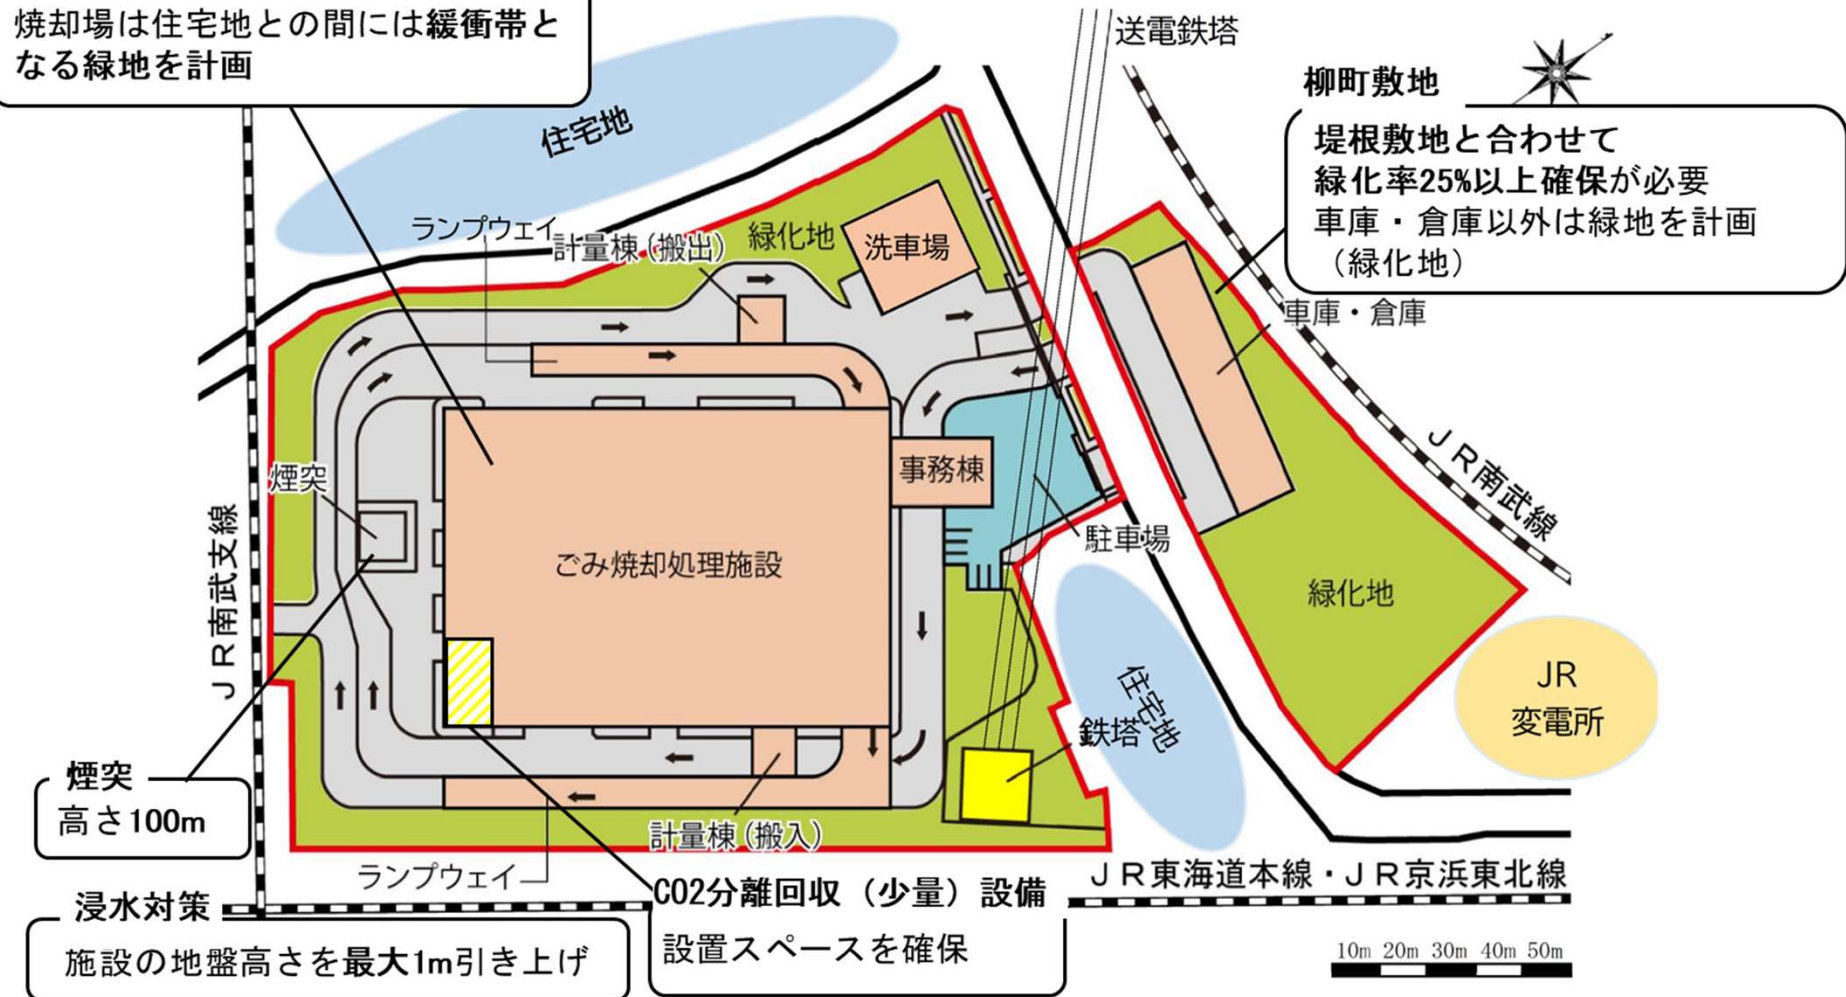 焼却場は住宅地との間には緩衝帯と
なる緑地を計画
送電鉄塔
住宅地
柳町敷地
堤根敷地と合わせて
緑化率25%以上確保が必要
車庫・倉庫以外は緑地を計画
（緑化地）
ランプウェイ
計量棟（搬出）
緑化地
洗車場
車庫・倉庫
ＪＲ南武線
煙突
事務棟
駐車場
ごみ焼却処理施設
ＪＲ南武支線
緑化地
住宅地
鉄塔
JR
変電所
煙突
高さ100m
計量棟（搬入）
ランプウェイ
ＪＲ東海道本線・ＪＲ京浜東北線
浸水対策
施設の地盤高さを最大1m引き上げ
CO2分離回収（少量）設備
設置スペースを確保
10m 20m 30m 40m 50m